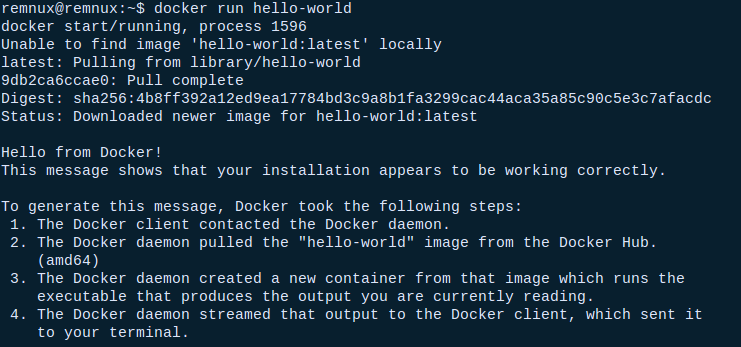 remnux@remnux:~$ docker run hello-world
docker start/running, process 1596
Unable to find image 'hello-world:latest' locally
latest: Pulling from library/hello-world
9db2ca6ccae0: Pull complete
Digest: sha256:4b8ff392a12ed9ea17784bd3c9a8b1fa3299cac44aca35a85c90c5e3c7afacdc
Status: Downloaded newer image for hello-world:latest

Hello from Docker!
This message shows that your installation appears to be working correctly.

To generate this message, Docker took the following steps:
 1. The Docker client contacted the Docker daemon.
 2. The Docker daemon pulled the "hello-world" image from the Docker Hub.
    (amd64)
 3. The Docker daemon created a new container from that image which runs the
    executable that produces the output you are currently reading.
 4. The Docker daemon streamed that output to the Docker client, which sent it
    to your terminal.